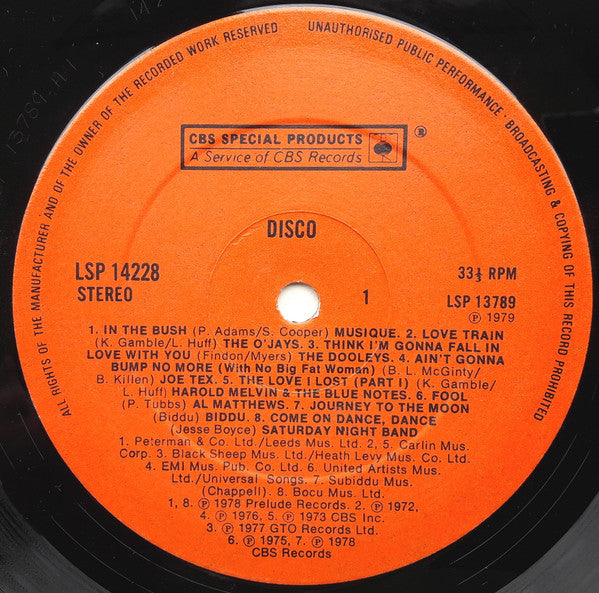 ALL RIGHTS OF THE MANUFACTURER AND OF THE OWNER OF THE RECORDED WORK RESERVED
UNAUTHORISED PUBLIC PERFORMANCE · BROADCASTING & COPYING OF THIS RECORD PROHIBITED
CBS SPECIAL PRODUCTS
A Service of CBS Records
®
DISCO
LSP 14228
STEREO
1
33⅓ RPM
LSP 13789
℗ 1979
1. IN THE BUSH (P. Adams/S. Cooper) MUSIQUE. 2. LOVE TRAIN
(K. Gamble/L. Huff) THE O'JAYS. 3. THINK I'M GONNA FALL IN
LOVE WITH YOU (Findon/Myers) THE DOOLEYS. 4. AIN'T GONNA
BUMP NO MORE (With No Big Fat Woman) (B. L. McGinty/
B. Killen) JOE TEX. 5. THE LOVE I LOST (PART I) (K. Gamble/
L. Huff) HAROLD MELVIN & THE BLUE NOTES. 6. FOOL
(P. Tubbs) AL MATTHEWS. 7. JOURNEY TO THE MOON
(Biddu) BIDDU. 8. COME ON DANCE, DANCE
(Jesse Boyce) SATURDAY NIGHT BAND
1. Peterman & Co. Ltd./Leeds Mus. Ltd. 2, 5. Carlin Mus.
Corp. 3. Black Sheep Mus. Ltd./Heath Levy Mus. Co. Ltd.
4. EMI Mus. Pub. Co. Ltd. 6. United Artists Mus.
Ltd./Universal Songs. 7. Subiddu Mus.
(Chappell). 8. Bocu Mus. Ltd.
1, 8. ℗ 1978 Prelude Records. 2. ℗ 1972,
4. ℗ 1976, 5. ℗ 1973 CBS Inc.
3. ℗ 1977 GTO Records Ltd.
6. ℗ 1975, 7. ℗ 1978
CBS Records